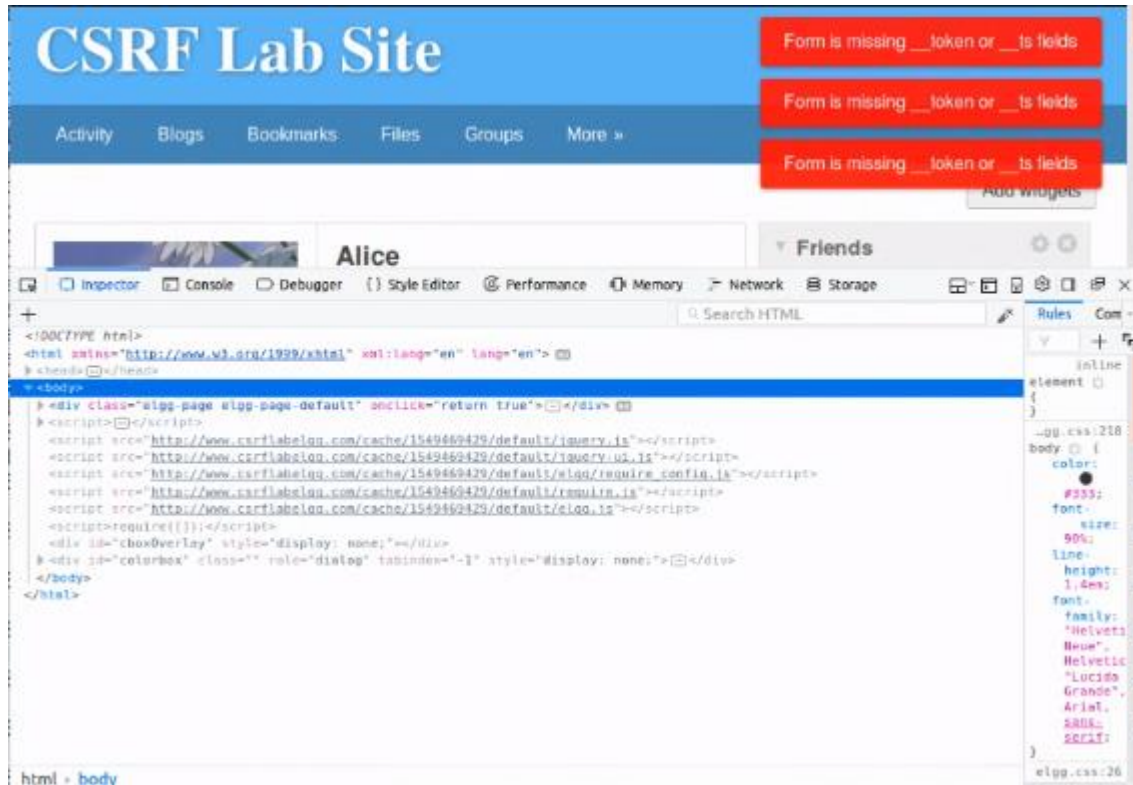 CSRF Lab Site
Form is missing __token or __ts fields
Form is missing __token or __ts fields
Form is missing __token or __ts fields
Activity Blogs Bookmarks Files Groups More »
Add widgets
Alice
Friends
Inspector Console Debugger {} Style Editor Performance Memory Network Storage
+ Search HTML
Rules Com
<!DOCTYPE html>
<html xmlns="http://www.w3.org/1999/xhtml" xml:lang="en" lang="en">
<head></head>
<body>
<div class="elgg-page elgg-page-default" onclick="return true"></div>
<script></script>
<script src="http://www.csrflabelgg.com/cache/1549469429/default/jquery.js"></script>
<script src="http://www.csrflabelgg.com/cache/1549469429/default/jquery-ui.js"></script>
<script src="http://www.csrflabelgg.com/cache/1549469429/default/elgg/require_config.js"></script>
<script src="http://www.csrflabelgg.com/cache/1549469429/default/require.js"></script>
<script src="http://www.csrflabelgg.com/cache/1549469429/default/elgg.js"></script>
<script>require([]);</script>
<div id="cboxOverlay" style="display: none;"></div>
<div id="colorbox" class="" role="dialog" tabindex="-1" style="display: none;"></div>
</body>
</html>
html body
+
inline
element
{
}
gg.css:218
body {
color:
#333;
font-
size:
90%;
line-
height:
1.4em;
font-
family:
"Helveti
Neue",
Helvetic
"Lucida
Grande",
Arial,
sans-
serif;
}
elgg.css:26